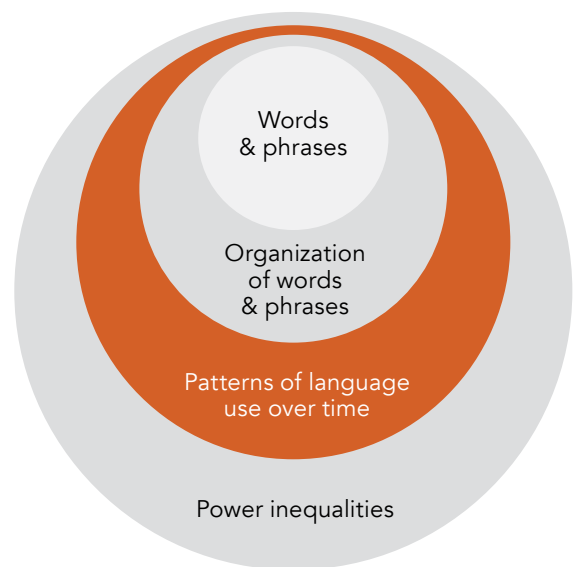 Words
& phrases
Organization
of words
& phrases
Patterns of language
use over time
Power inequalities